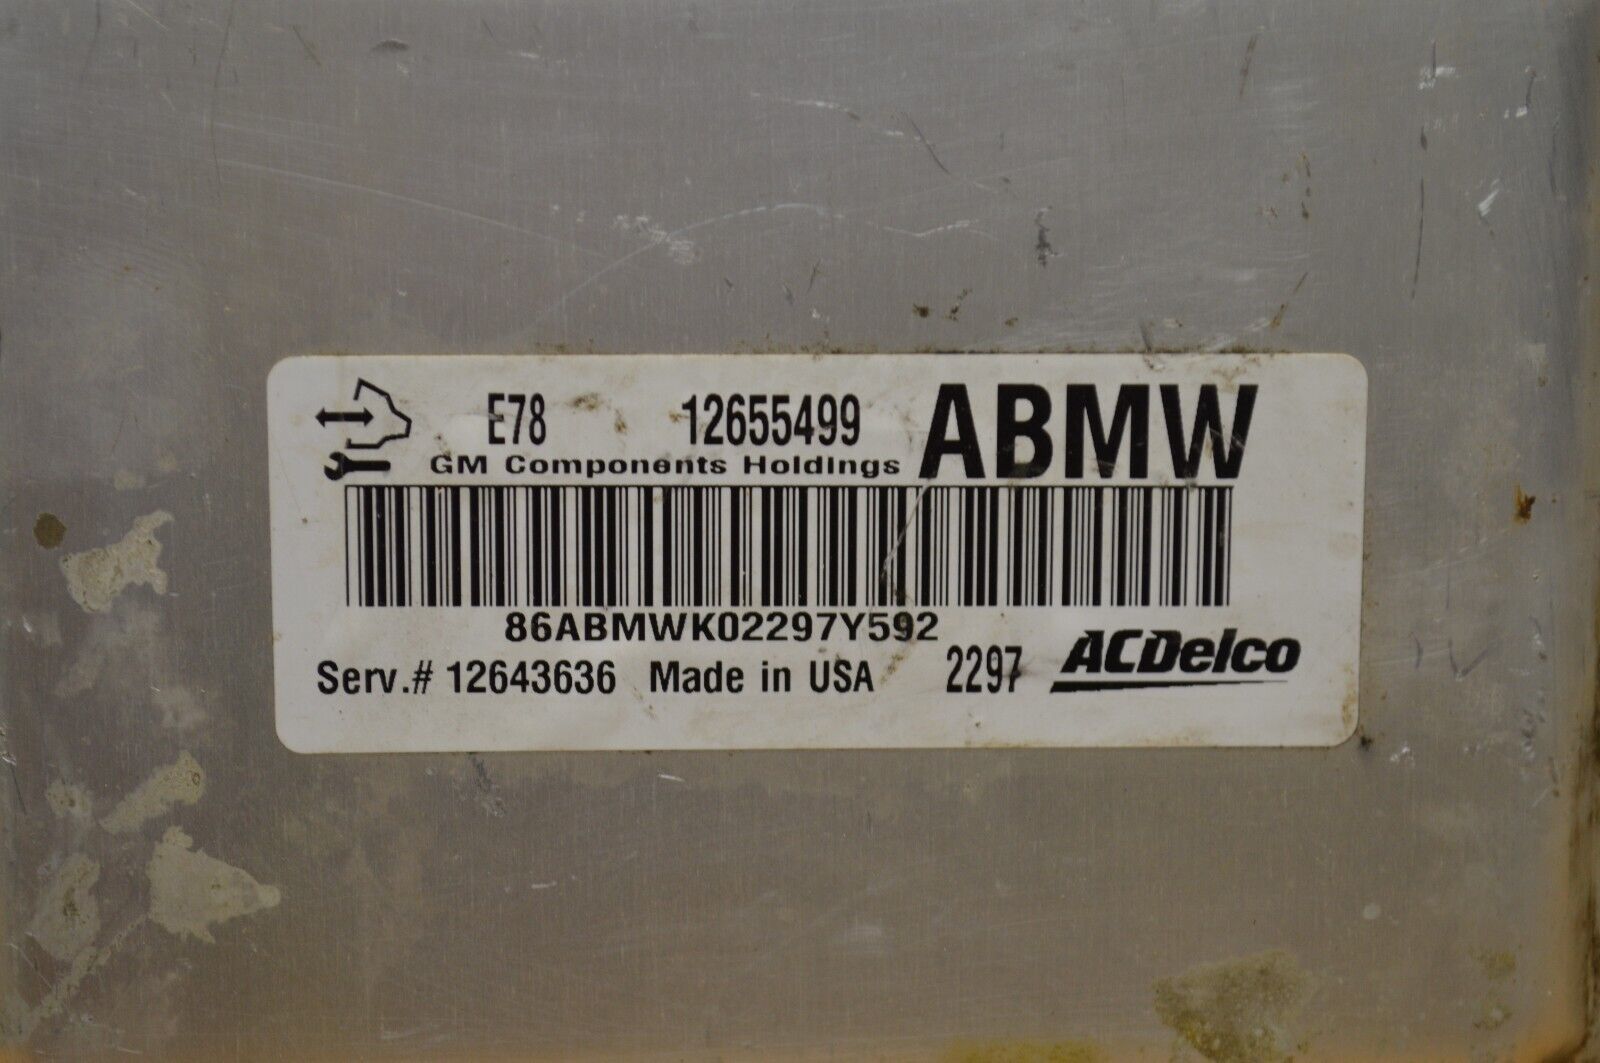 E78 12655499 ABMW
GM Components Holdings
86ABMWK02297Y592
Serv.# 12643636 Made in USA 2297 ACDelco